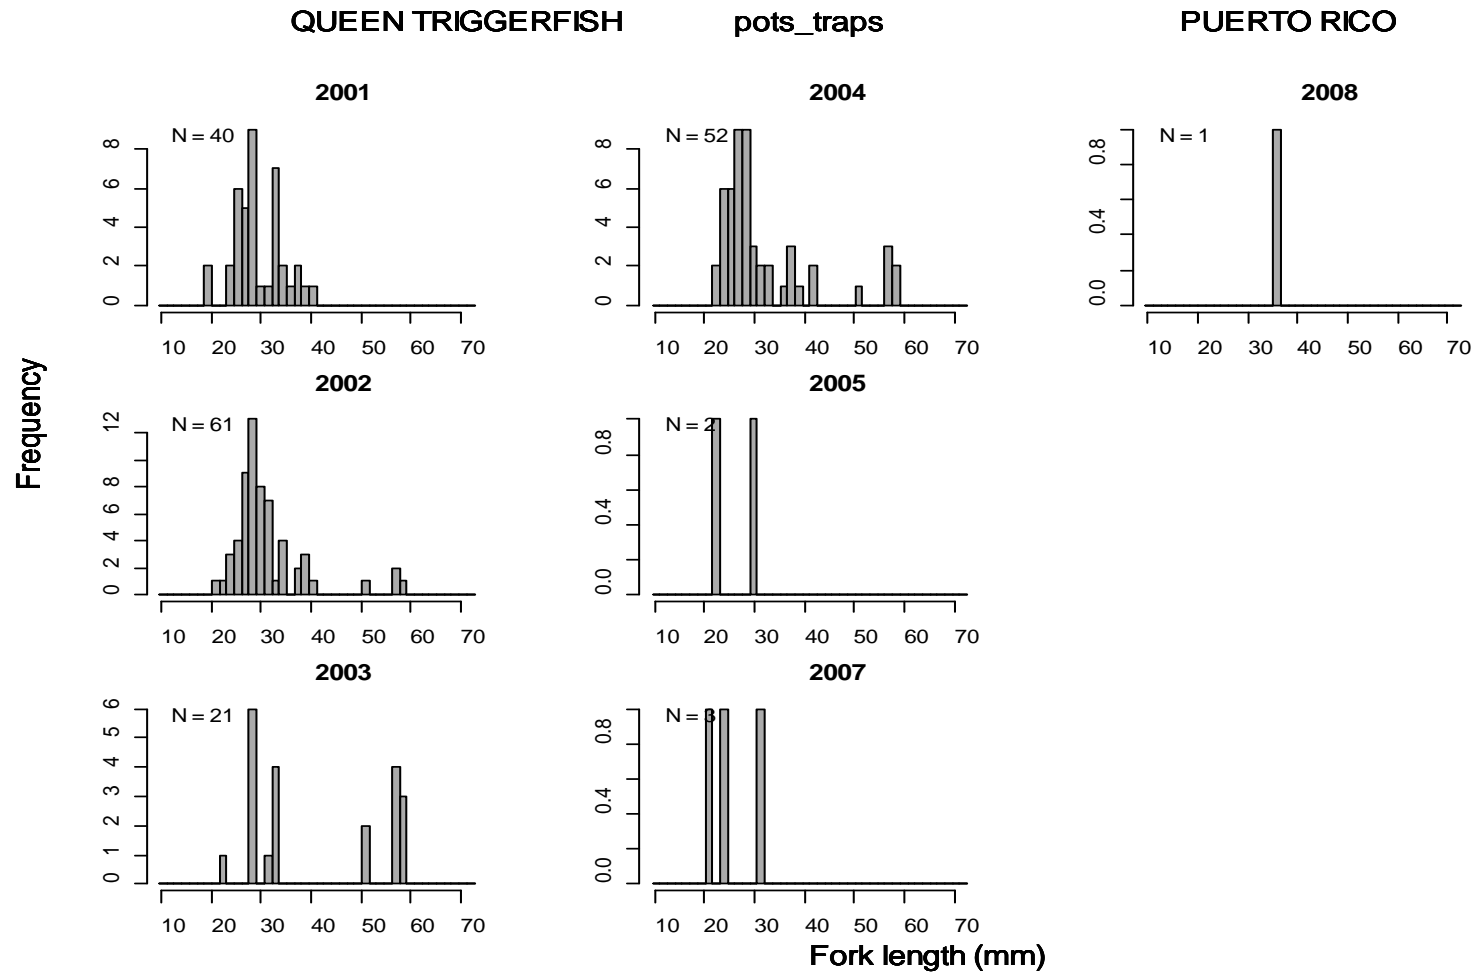 QUEEN TRIGGERFISH pots_traps PUERTO RICO
2001
N = 40
0 2 4 6 8
10 20 30 40 50 60 70
2004
N = 52
0 2 4 6 8
10 20 30 40 50 60 70
2008
N = 1
0.0 0.4 0.8
10 20 30 40 50 60 70
Frequency
2002
N = 61
0 2 4 6 8 12
10 20 30 40 50 60 70
2005
N = 2
0.0 0.4 0.8
10 20 30 40 50 60 70
2003
N = 21
0 1 2 3 4 5 6
10 20 30 40 50 60 70
2007
N = 3
0.0 0.4 0.8
10 20 30 40 50 60 70
Fork length (mm)